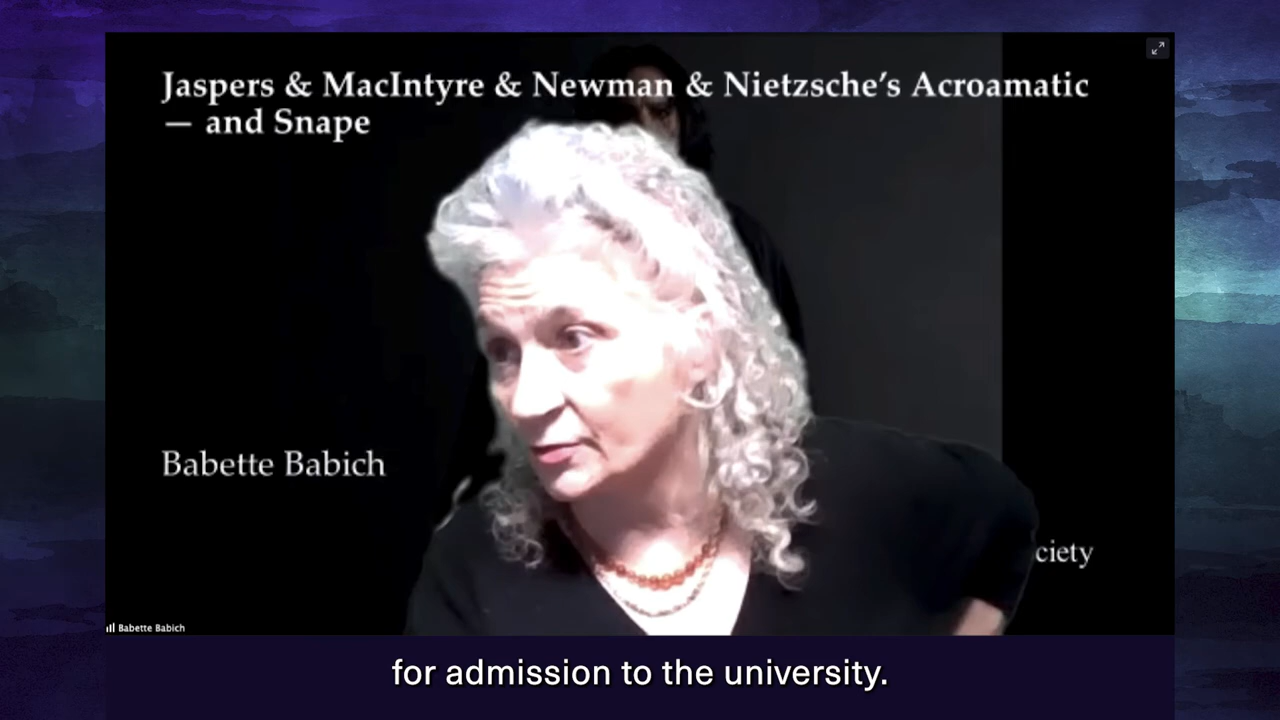 Jaspers & MacIntyre & Newman & Nietzsche's Acroamatic
— and Snape
Babette Babich
ciety
Babette Babich
for admission to the university.